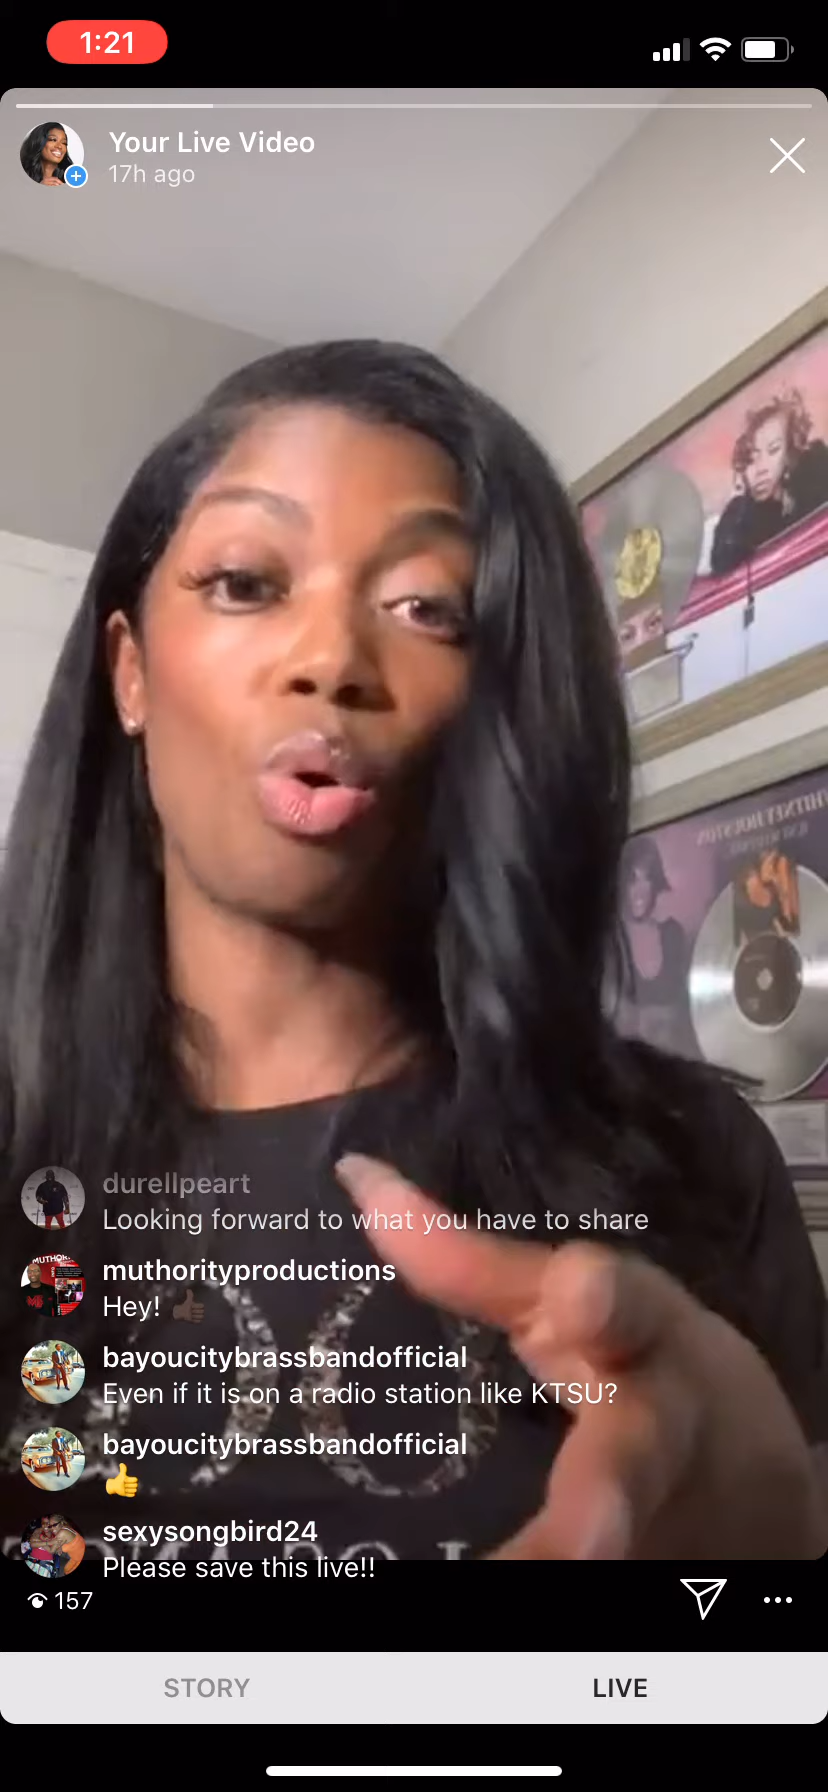 1:21
Your Live Video
17h ago
durellpeart
Looking forward to what you have to share
muthorityproductions
Hey! 👍🏿
bayoucitybrassbandofficial
Even if it is on a radio station like KTSU?
bayoucitybrassbandofficial
👍
sexysongbird24
Please save this live!!
157
STORY
LIVE